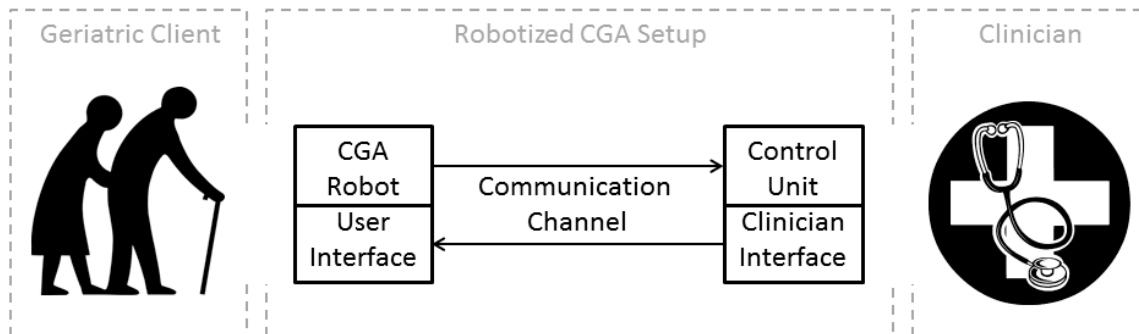 Geriatric Client
Robotized CGA Setup
Clinician
CGA
Robot
User
Interface
Communication
Channel
Control
Unit
Clinician
Interface